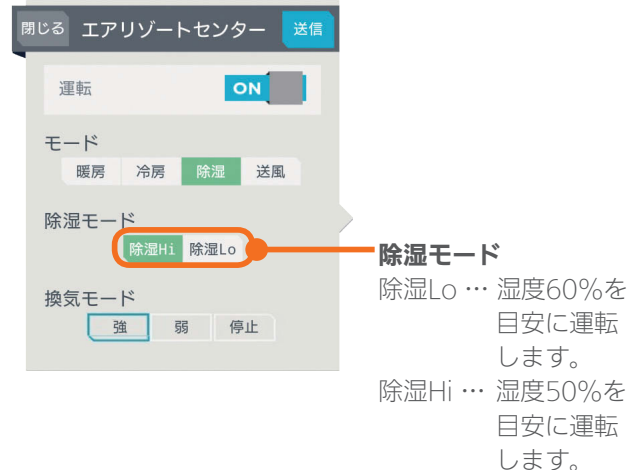 閉じる エアリゾートセンター 送信
運転 ON
モード
暖房 冷房 除湿 送風
除湿モード
除湿Hi 除湿Lo
換気モード
強 弱 停止
除湿モード
除湿Lo … 湿度60%を
目安に運転
します。
除湿Hi … 湿度50%を
目安に運転
します。